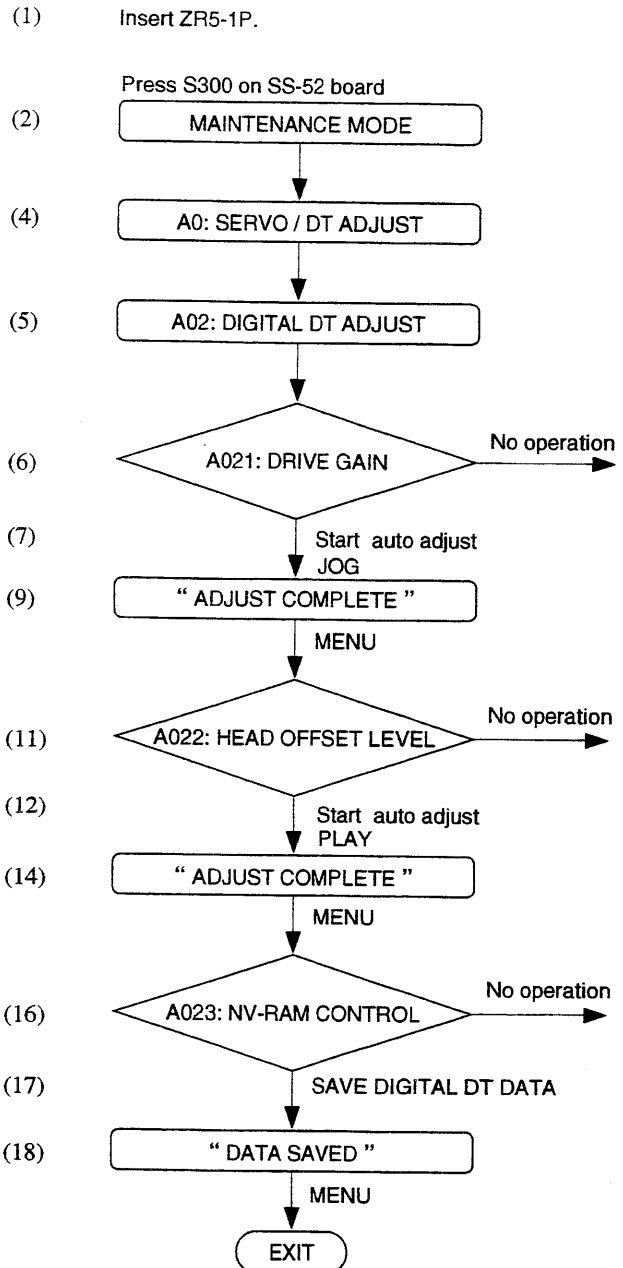 (1) Insert ZR5-1P.
Press S300 on SS-52 board
(2) MAINTENANCE MODE
(4) A0: SERVO / DT ADJUST
(5) A02: DIGITAL DT ADJUST
No operation
(6) A021: DRIVE GAIN
(7) Start auto adjust
JOG
(9) “ ADJUST COMPLETE ”
MENU
No operation
(11) A022: HEAD OFFSET LEVEL
(12) Start auto adjust
PLAY
(14) “ ADJUST COMPLETE ”
MENU
No operation
(16) A023: NV-RAM CONTROL
(17) SAVE DIGITAL DT DATA
(18) “ DATA SAVED ”
MENU
EXIT